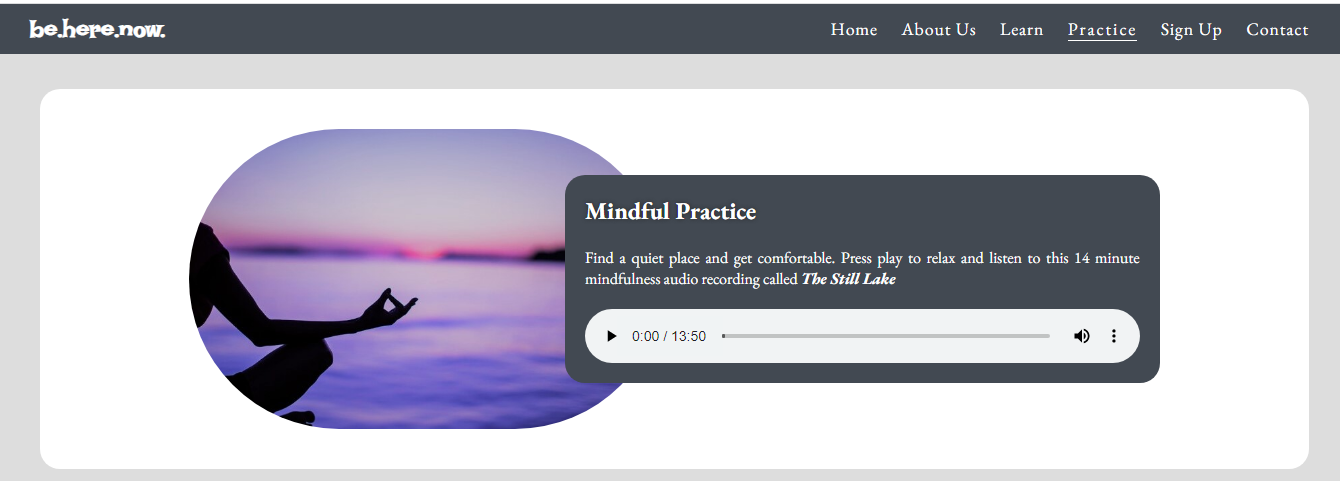 be.here.now.
Home About Us Learn Practice Sign Up Contact
Mindful Practice
Find a quiet place and get comfortable. Press play to relax and listen to this 14 minute
mindfulness audio recording called The Still Lake
0:00 / 13:50